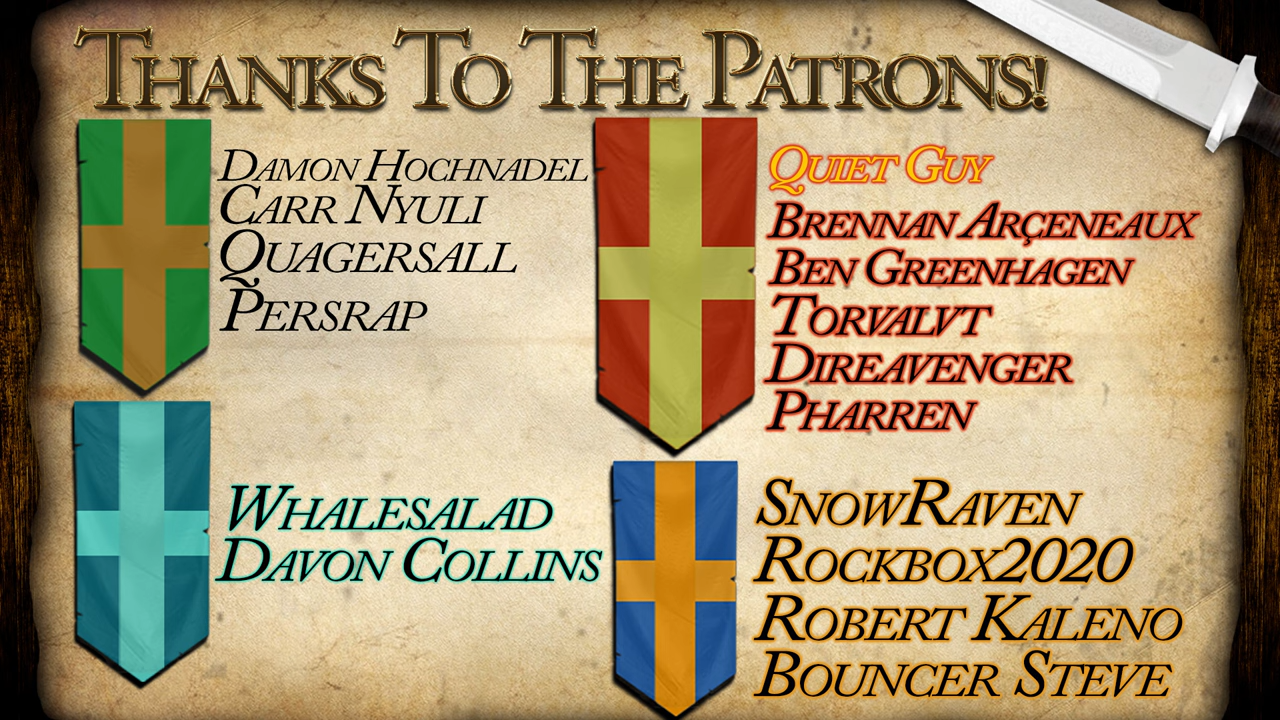 Thanks To The Patrons!
Damon Hochnadel
Carr Nyuli
Quagersall
Persrap
Quiet Guy
Brennan Arçeneaux
Ben Greenhagen
Torvalvt
Direavenger
Pharren
Whalesalad
Davon Collins
SnowRaven
Rockbox2020
Robert Kaleno
Bouncer Steve